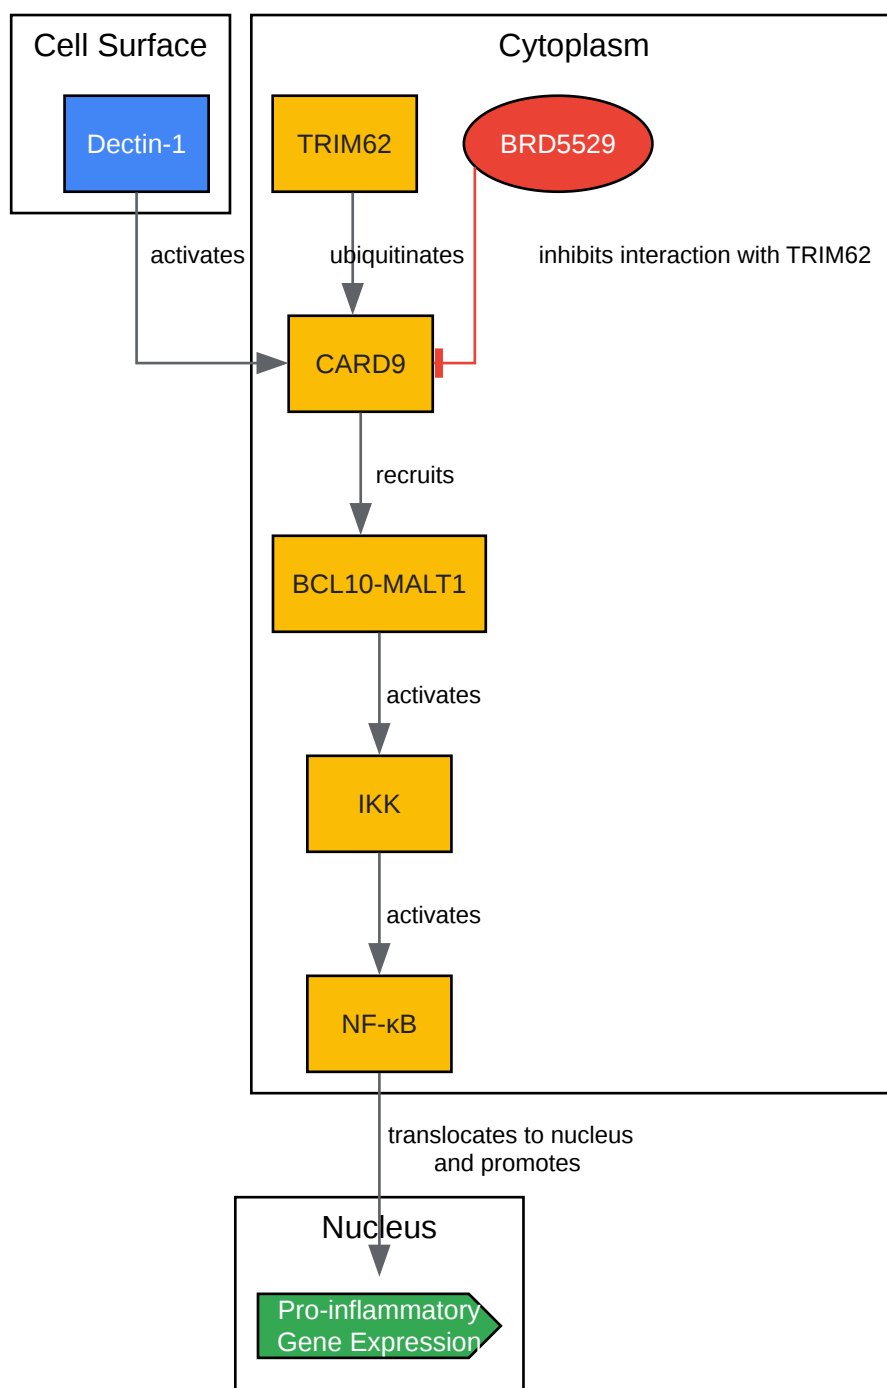 Cell Surface
Cytoplasm
Dectin-1
TRIM62
BRD5529
activates
ubiquitinates
inhibits interaction with TRIM62
CARD9
recruits
BCL10-MALT1
activates
IKK
activates
NF-κB
translocates to nucleus
and promotes
Nucleus
Pro-inflammatory
Gene Expression